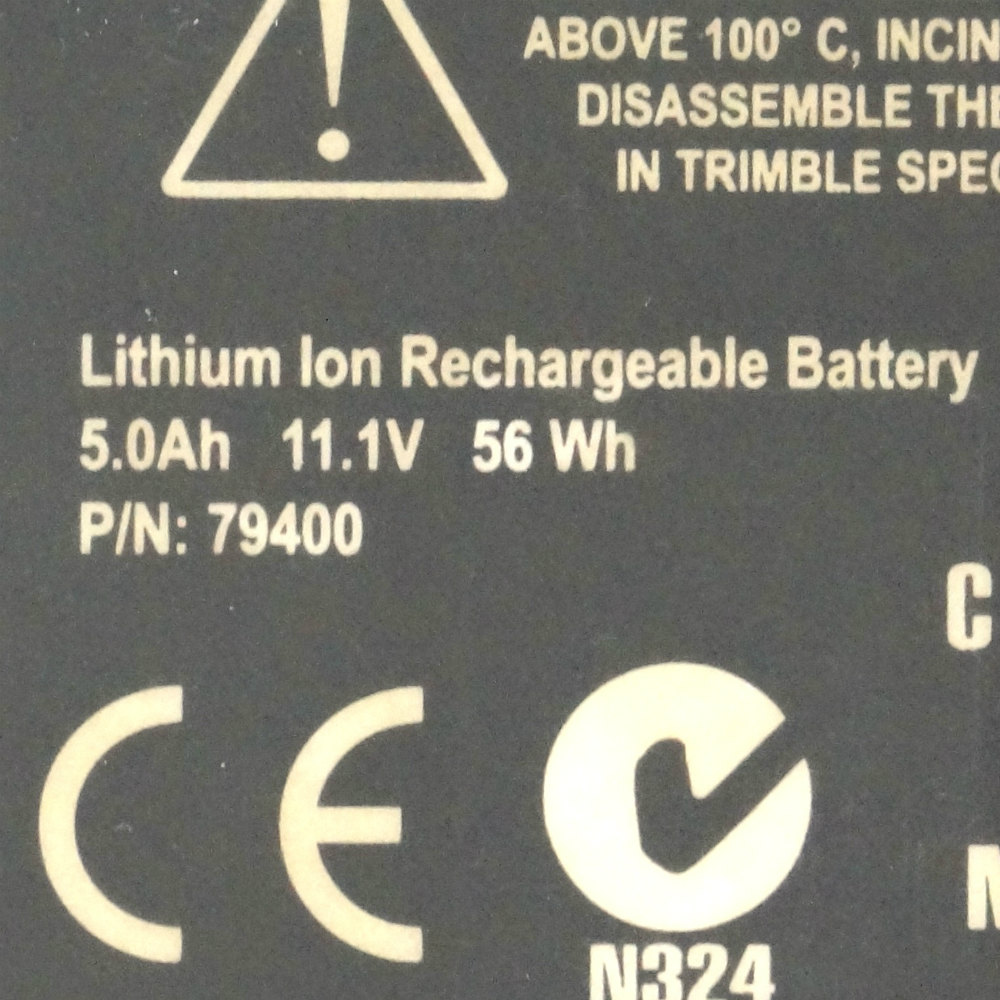 ABOVE 100° C, INCIN
DISASSEMBLE THE
IN TRIMBLE SPEC
Lithium Ion Rechargeable Battery
5.0Ah 11.1V 56 Wh
P/N: 79400
C
CE
N324